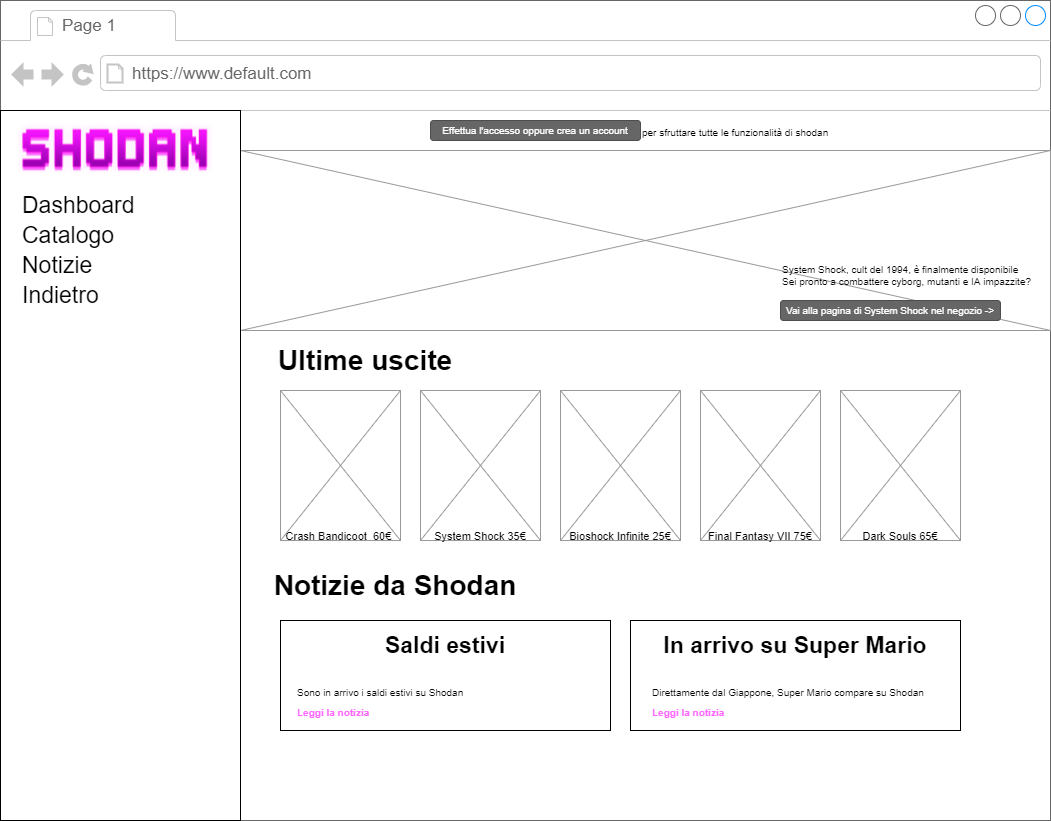 Page 1
https://www.default.com
SHODAN
Dashboard
Catalogo
Notizie
Indietro
Effettua l'accesso oppure crea un account per sfruttare tutte le funzionalità di shodan
System Shock, cult del 1994, è finalmente disponibile
Sei pronto a combattere cyborg, mutanti e IA impazzite?
Vai alla pagina di System Shock nel negozio ->
Ultime uscite
Crash Bandicoot 60€
System Shock 35€
Bioshock Infinite 25€
Final Fantasy VII 75€
Dark Souls 65€
Notizie da Shodan
Saldi estivi
Sono in arrivo i saldi estivi su Shodan
Leggi la notizia
In arrivo su Super Mario
Direttamente dal Giappone, Super Mario compare su Shodan
Leggi la notizia